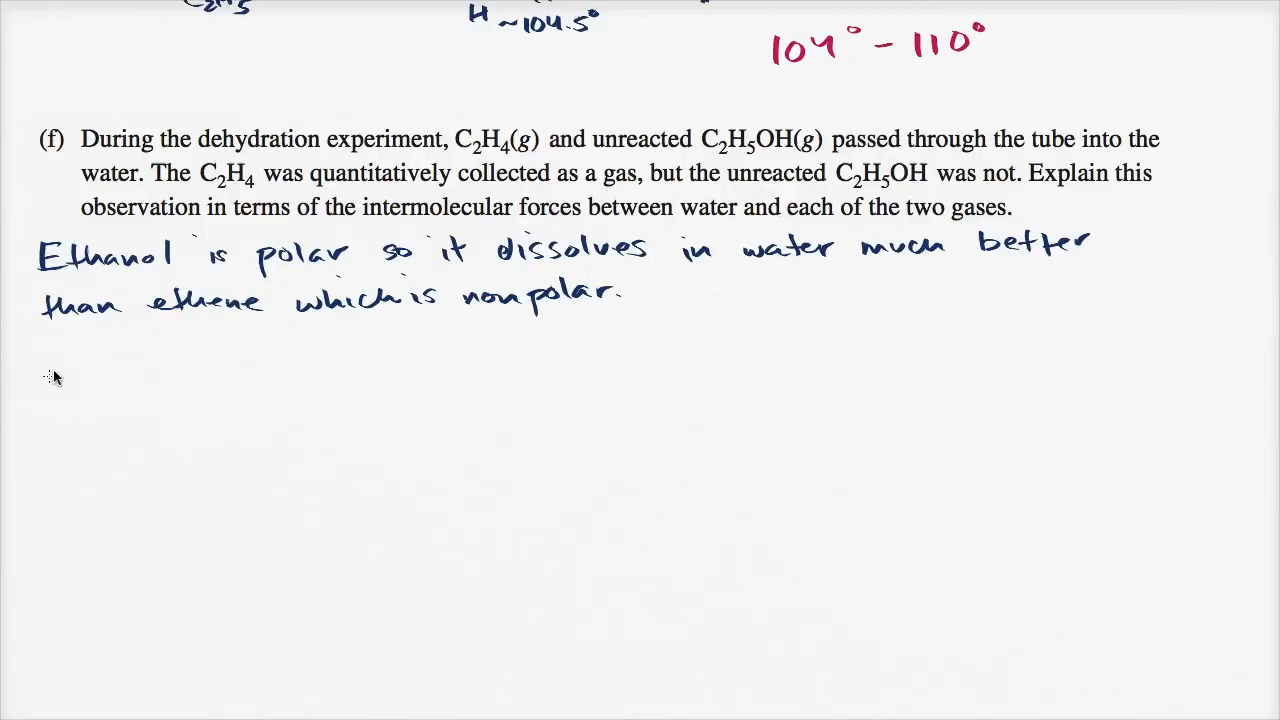 C₂H₅
H ~104.5°
104° - 110°
(f) During the dehydration experiment, C₂H₄(g) and unreacted C₂H₅OH(g) passed through the tube into the
water. The C₂H₄ was quantitatively collected as a gas, but the unreacted C₂H₅OH was not. Explain this
observation in terms of the intermolecular forces between water and each of the two gases.
Ethanol is polar so it dissolves in water much better
than ethene which is nonpolar.